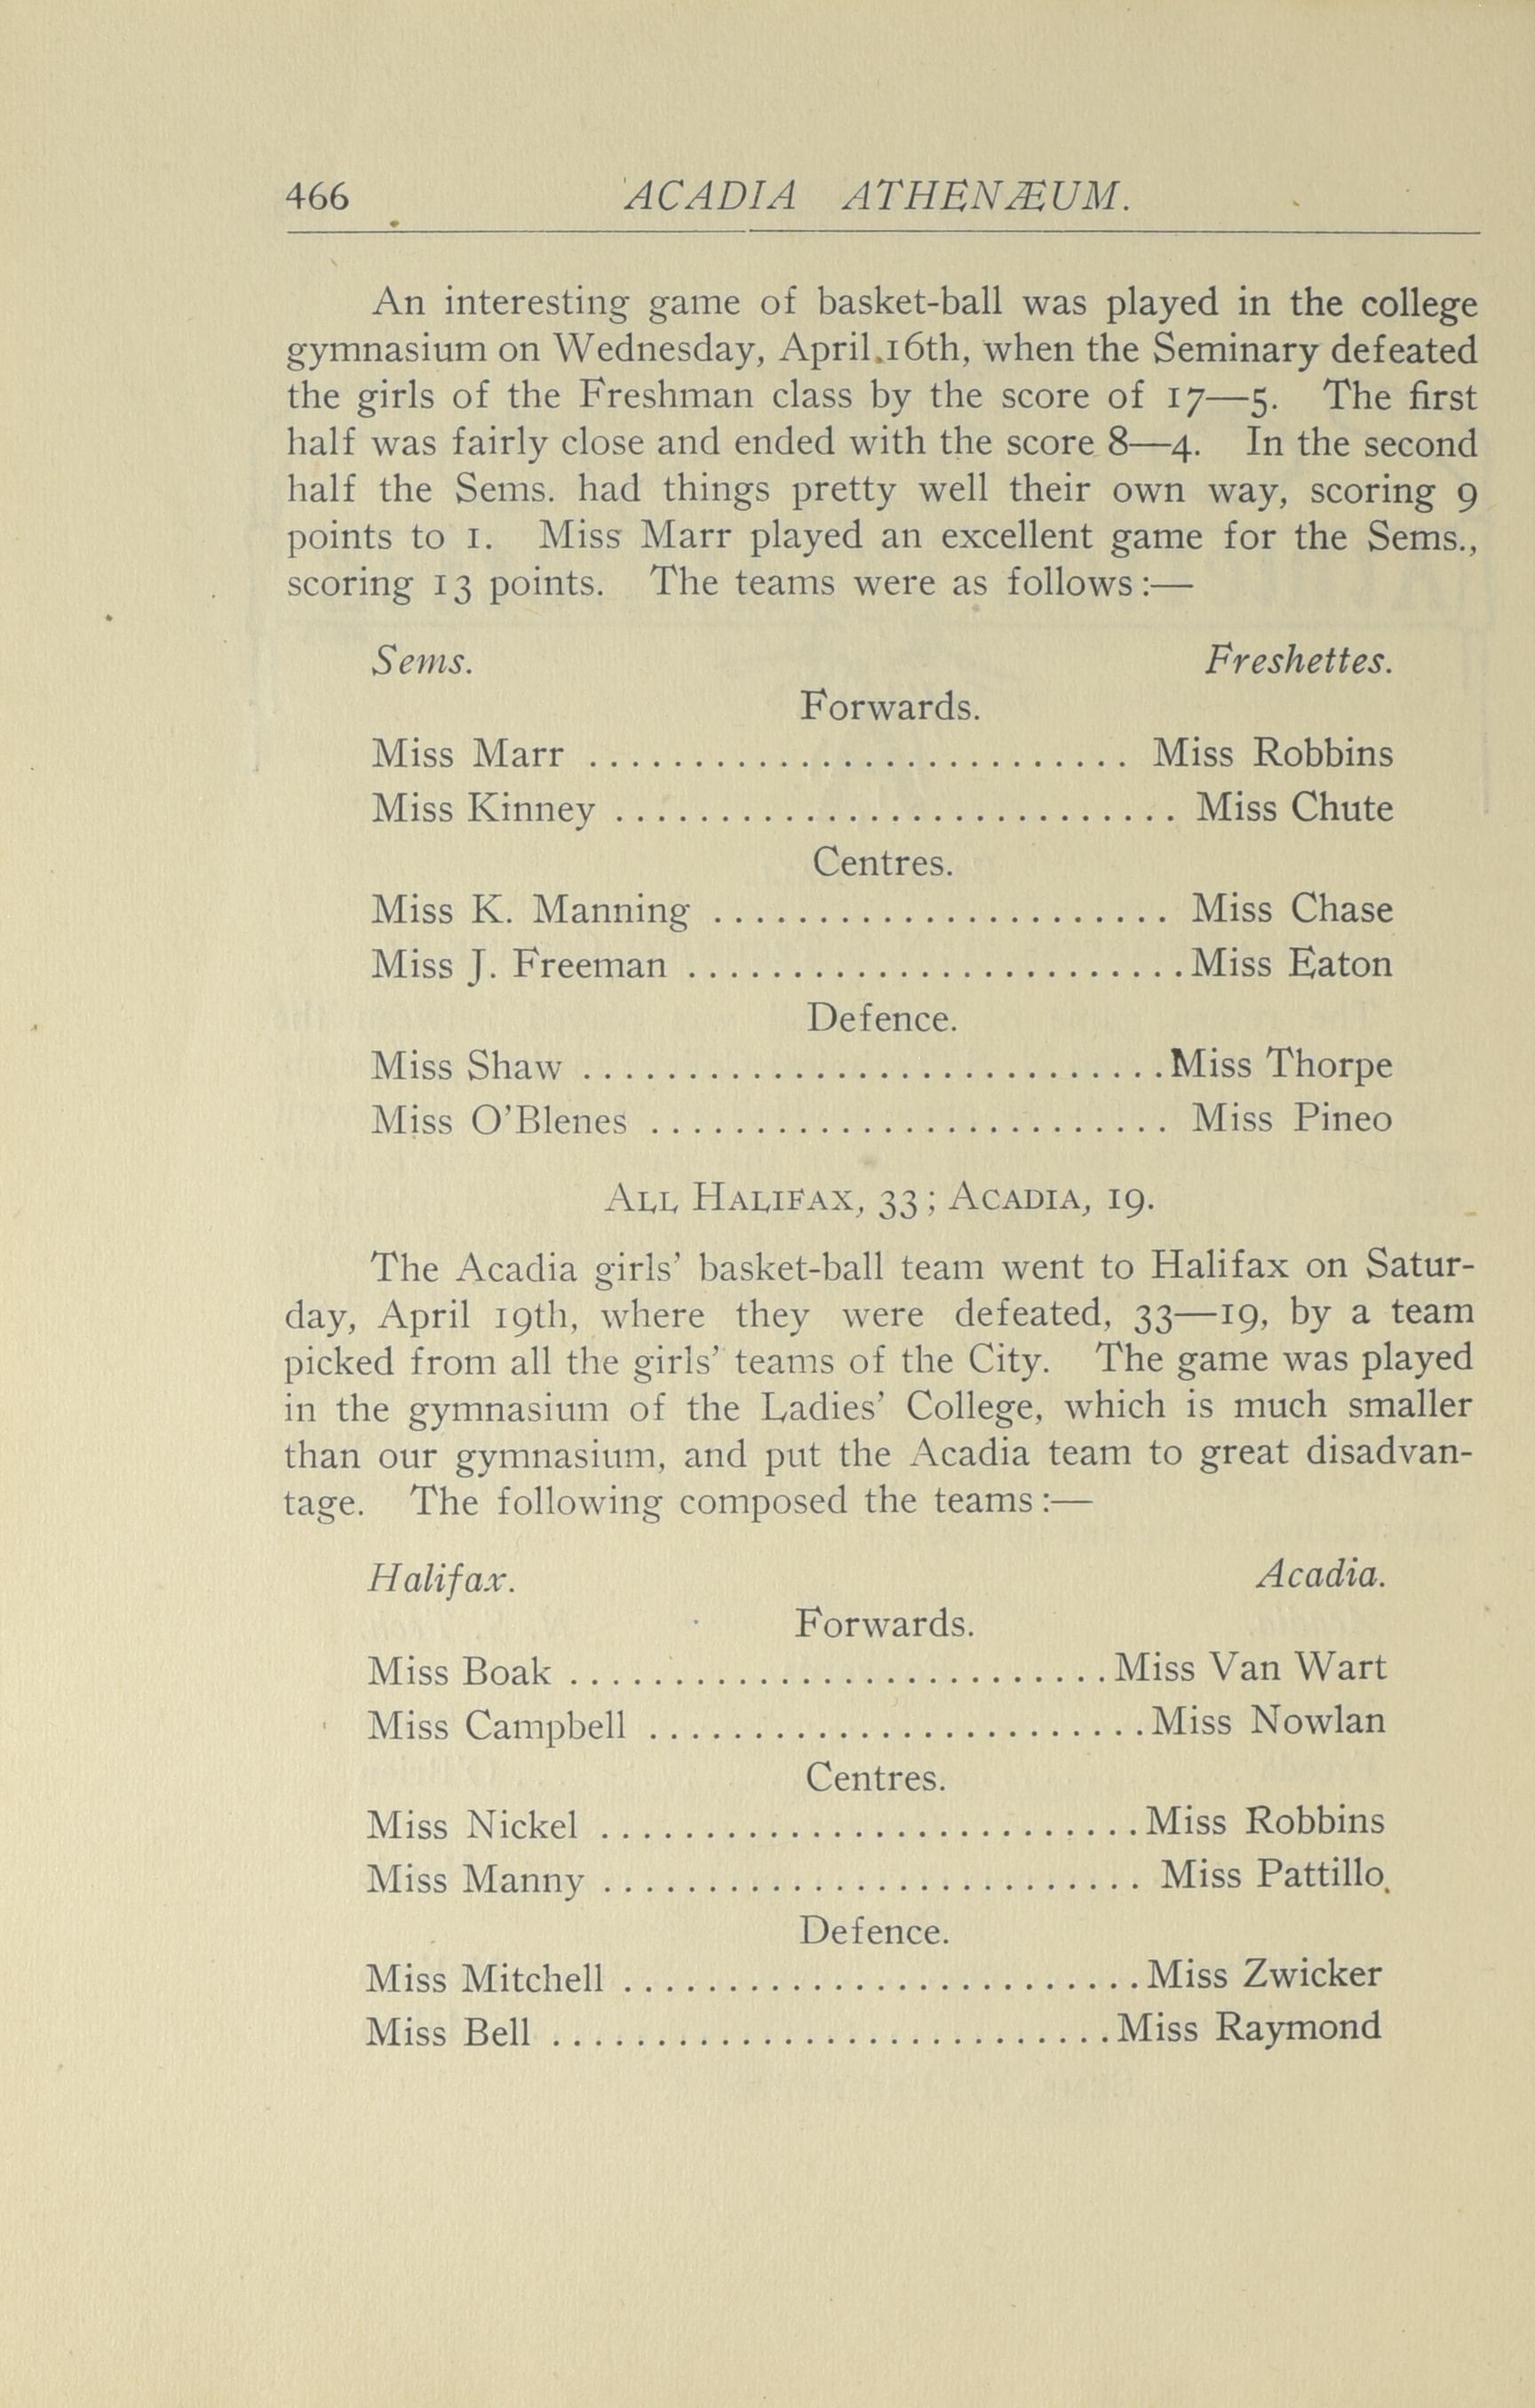 466 ACADIA ATHENÆUM.
An interesting game of basket-ball was played in the college
gymnasium on Wednesday, April 16th, when the Seminary defeated
the girls of the Freshman class by the score of 17—5. The first
half was fairly close and ended with the score 8—4. In the second
half the Sems. had things pretty well their own way, scoring 9
points to 1. Miss Marr played an excellent game for the Sems.,
scoring 13 points. The teams were as follows:—
Sems. Freshettes.
Forwards.
Miss Marr .......................... Miss Robbins
Miss Kinney ........................... Miss Chute
Centres.
Miss K. Manning ...................... Miss Chase
Miss J. Freeman ........................ Miss Eaton
Defence.
Miss Shaw ............................ Miss Thorpe
Miss O'Blenes ......................... Miss Pineo
ALL HALIFAX, 33; ACADIA, 19.
The Acadia girls' basket-ball team went to Halifax on Satur-
day, April 19th, where they were defeated, 33—19, by a team
picked from all the girls' teams of the City. The game was played
in the gymnasium of the Ladies' College, which is much smaller
than our gymnasium, and put the Acadia team to great disadvan-
tage. The following composed the teams:—
Halifax. Acadia.
Forwards.
Miss Boak .......................... Miss Van Wart
Miss Campbell ........................ Miss Nowlan
Centres.
Miss Nickel .......................... Miss Robbins
Miss Manny .......................... Miss Pattillo
Defence.
Miss Mitchell ......................... Miss Zwicker
Miss Bell ........................... Miss Raymond